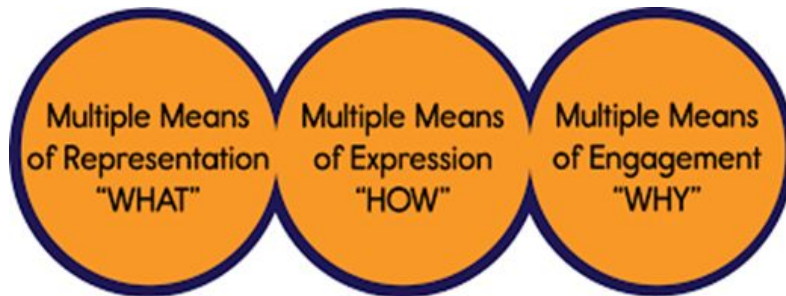 Multiple Means
of Representation
“WHAT”
Multiple Means
of Expression
“HOW”
Multiple Means
of Engagement
“WHY”